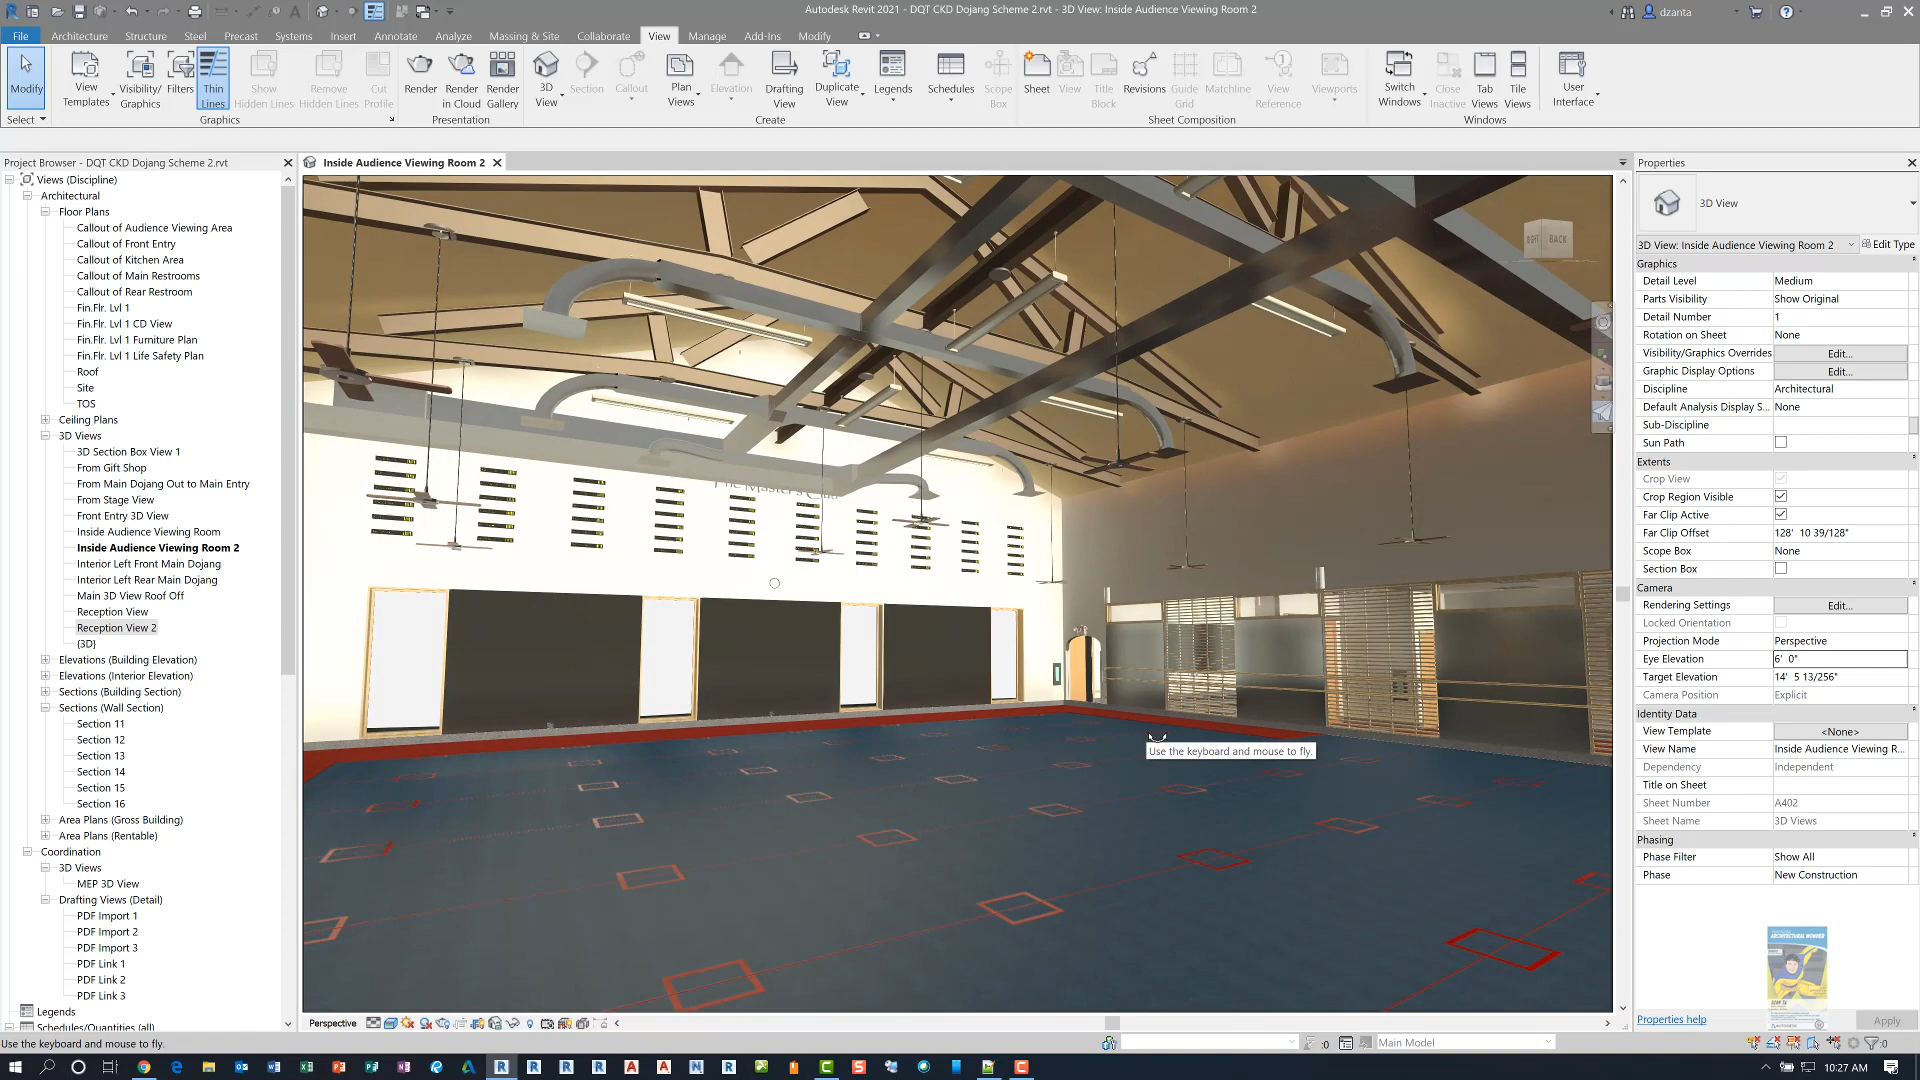 Autodesk Revit 2021 - DQT CKD Dojang Scheme 2.rvt - 3D View: Inside Audience Viewing Room 2
dzanta
File Architecture Structure Steel Precast Systems Insert Annotate Analyze Massing & Site Collaborate View Manage Add-Ins Modify
Modify
View Templates
Visibility/ Graphics
Filters
Thin Lines
Show Hidden Lines
Remove Hidden Lines
Cut Profile
Render
Render in Cloud
Render Gallery
3D View
Section
Callout
Plan Views
Elevation
Drafting View
Duplicate View
Legends
Schedules
Scope Box
Sheet
View
Title Block
Revisions
Guide Grid
Matchline
View Reference
Viewports
Switch Windows
Close Inactive
Tab Views
Tile Views
User Interface
Select
Graphics
Presentation
Create
Sheet Composition
Windows
Project Browser - DQT CKD Dojang Scheme 2.rvt
Views (Discipline)
Architectural
Floor Plans
Callout of Audience Viewing Area
Callout of Front Entry
Callout of Kitchen Area
Callout of Main Restrooms
Callout of Rear Restroom
Fin.Flr. Lvl 1
Fin.Flr. Lvl 1 CD View
Fin.Flr. Lvl 1 Furniture Plan
Fin.Flr. Lvl 1 Life Safety Plan
Roof
Site
TOS
Ceiling Plans
3D Views
3D Section Box View 1
From Gift Shop
From Main Dojang Out to Main Entry
From Stage View
Front Entry 3D View
Inside Audience Viewing Room
Inside Audience Viewing Room 2
Interior Left Front Main Dojang
Interior Left Rear Main Dojang
Main 3D View Roof Off
Reception View
Reception View 2
{3D}
Elevations (Building Elevation)
Elevations (Interior Elevation)
Sections (Building Section)
Sections (Wall Section)
Section 11
Section 12
Section 13
Section 14
Section 15
Section 16
Area Plans (Gross Building)
Area Plans (Rentable)
Coordination
3D Views
MEP 3D View
Drafting Views (Detail)
PDF Import 1
PDF Import 2
PDF Import 3
PDF Link 1
PDF Link 2
PDF Link 3
Legends
Schedules/Quantities (all)
Inside Audience Viewing Room 2
BACK
The Master's Club
Use the keyboard and mouse to fly.
Perspective
Properties
3D View
3D View: Inside Audience Viewing Room 2 Edit Type
Graphics
Detail Level Medium
Parts Visibility Show Original
Detail Number 1
Rotation on Sheet None
Visibility/Graphics Overrides Edit...
Graphic Display Options Edit...
Discipline Architectural
Default Analysis Display S... None
Sub-Discipline
Sun Path
Extents
Crop View
Crop Region Visible
Far Clip Active
Far Clip Offset 128' 10 39/128"
Scope Box None
Section Box
Camera
Rendering Settings Edit...
Locked Orientation
Projection Mode Perspective
Eye Elevation 6' 0"
Target Elevation 14' 5 13/256"
Camera Position Explicit
Identity Data
View Template <None>
View Name Inside Audience Viewing R...
Dependency Independent
Title on Sheet
Sheet Number A402
Sheet Name 3D Views
Phasing
Phase Filter Show All
Phase New Construction
ARCHITECTURAL WONDER
AUTODESK
Properties help
Apply
Use the keyboard and mouse to fly.
:0
Main Model
:0
10:27 AM